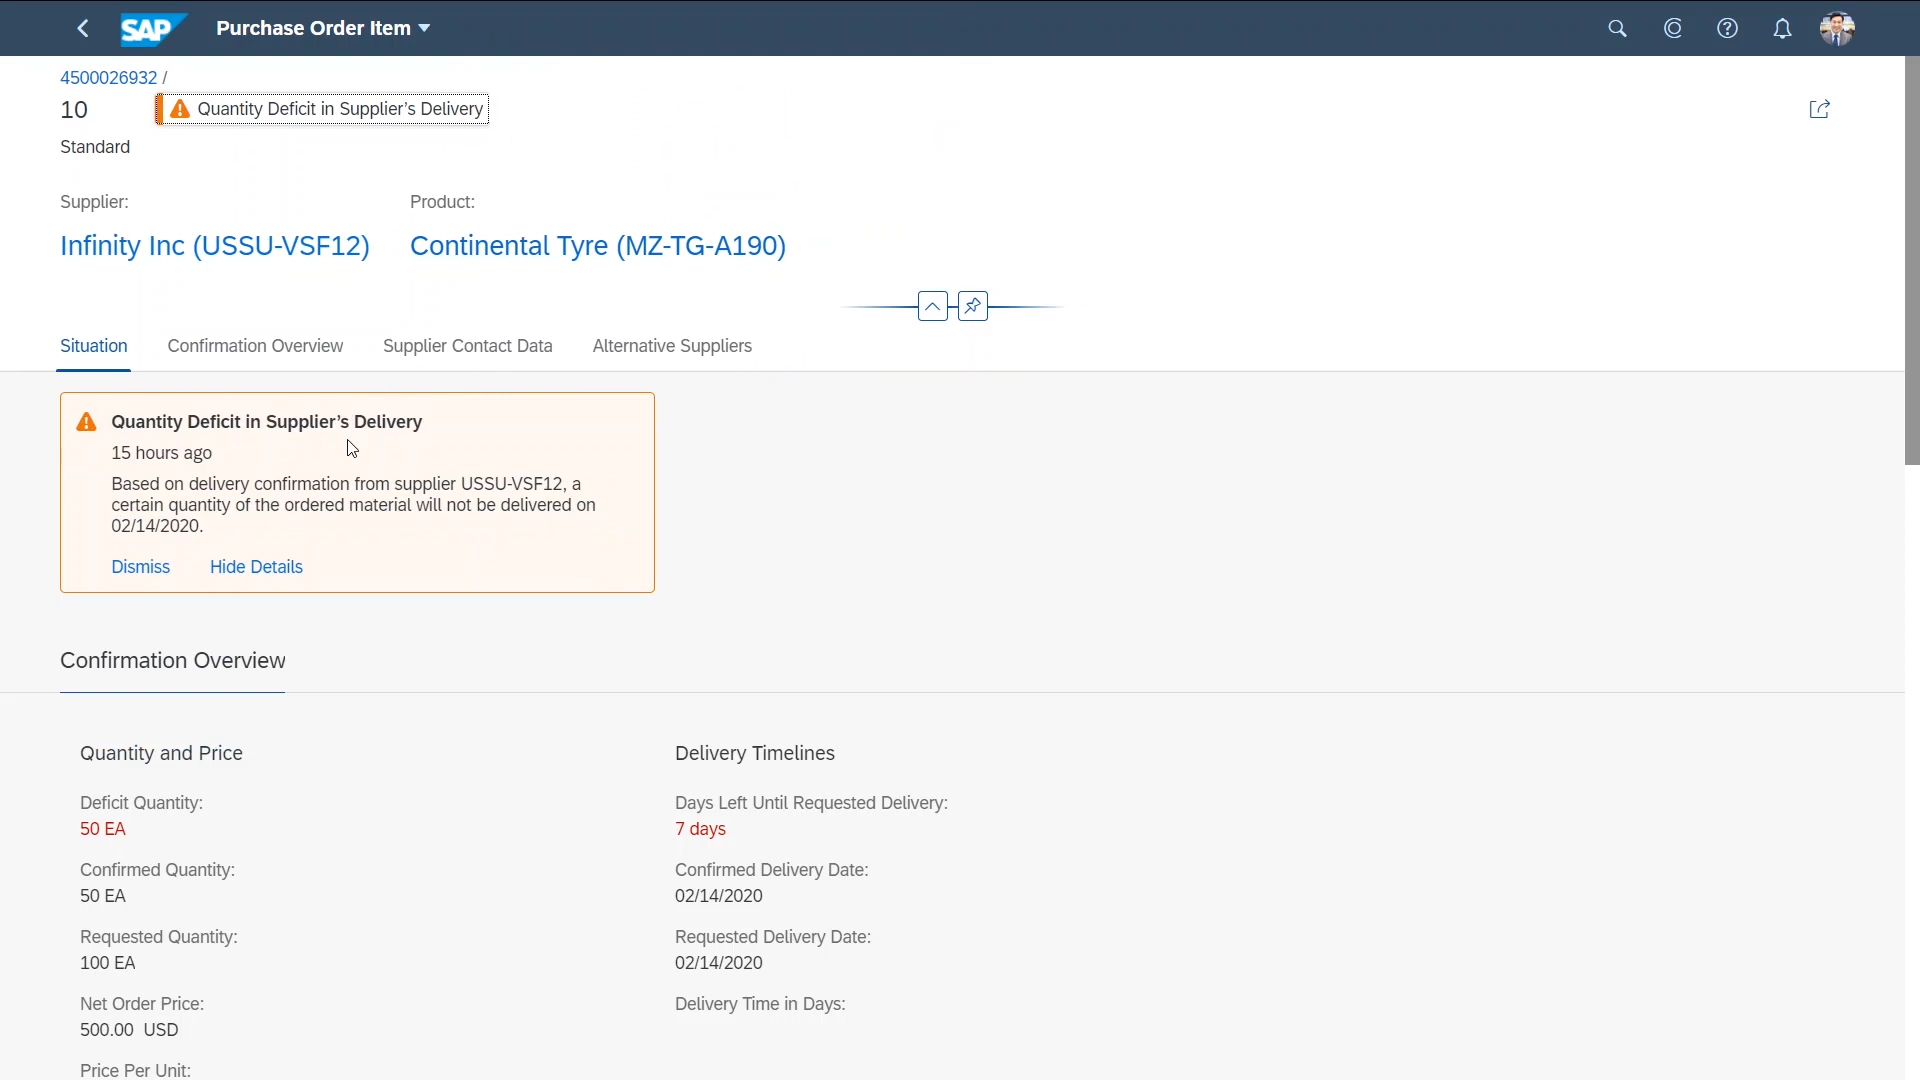 SAP Purchase Order Item
4500026932 /
10 Quantity Deficit in Supplier’s Delivery
Standard
Supplier: Product:
Infinity Inc (USSU-VSF12) Continental Tyre (MZ-TG-A190)
Situation Confirmation Overview Supplier Contact Data Alternative Suppliers
Quantity Deficit in Supplier’s Delivery
15 hours ago
Based on delivery confirmation from supplier USSU-VSF12, a
certain quantity of the ordered material will not be delivered on
02/14/2020.
Dismiss Hide Details
Confirmation Overview
Quantity and Price Delivery Timelines
Deficit Quantity: Days Left Until Requested Delivery:
50 EA 7 days
Confirmed Quantity: Confirmed Delivery Date:
50 EA 02/14/2020
Requested Quantity: Requested Delivery Date:
100 EA 02/14/2020
Net Order Price: Delivery Time in Days:
500.00 USD
Price Per Unit: